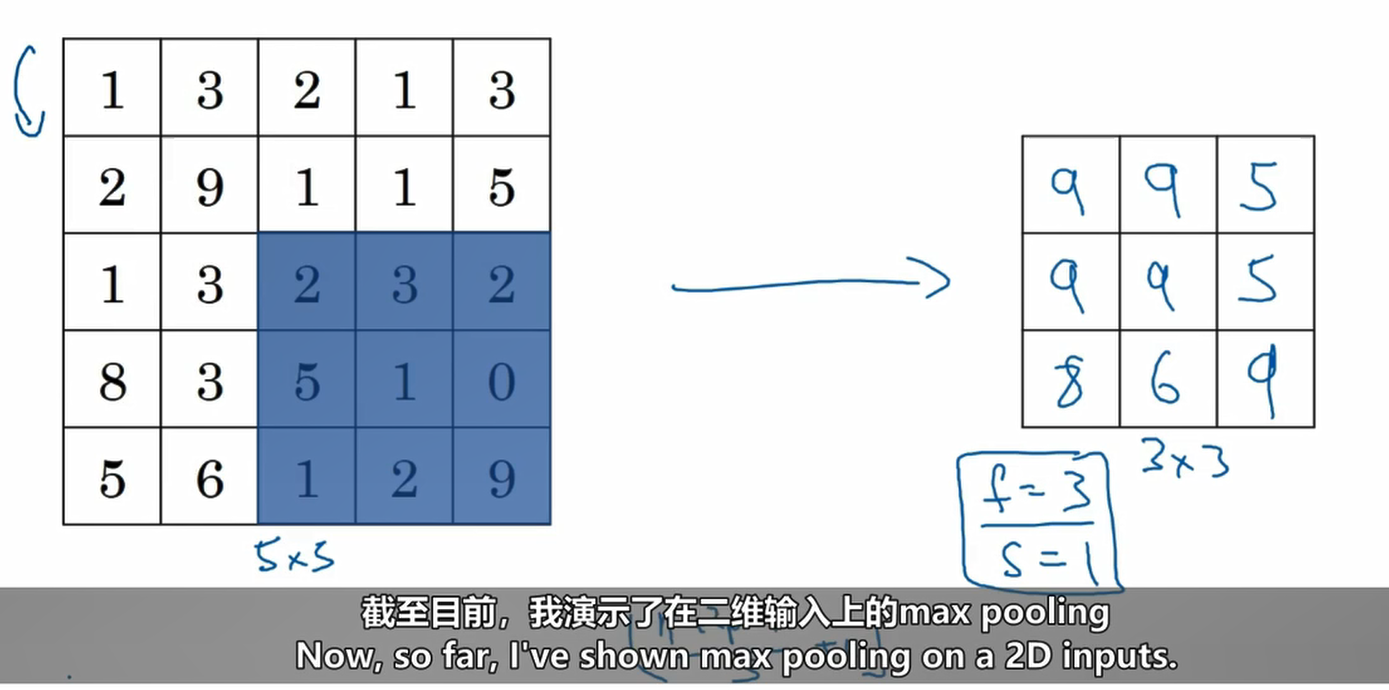 1 3 2 1 3
2 9 1 1 5
1 3 2 3 2
8 3 5 1 0
5 6 1 2 9
5×5
9 9 5
9 9 5
8 6 9
3×3
f=3
s=1
截至目前，我演示了在二维输入上的max pooling
Now, so far, I've shown max pooling on a 2D inputs.